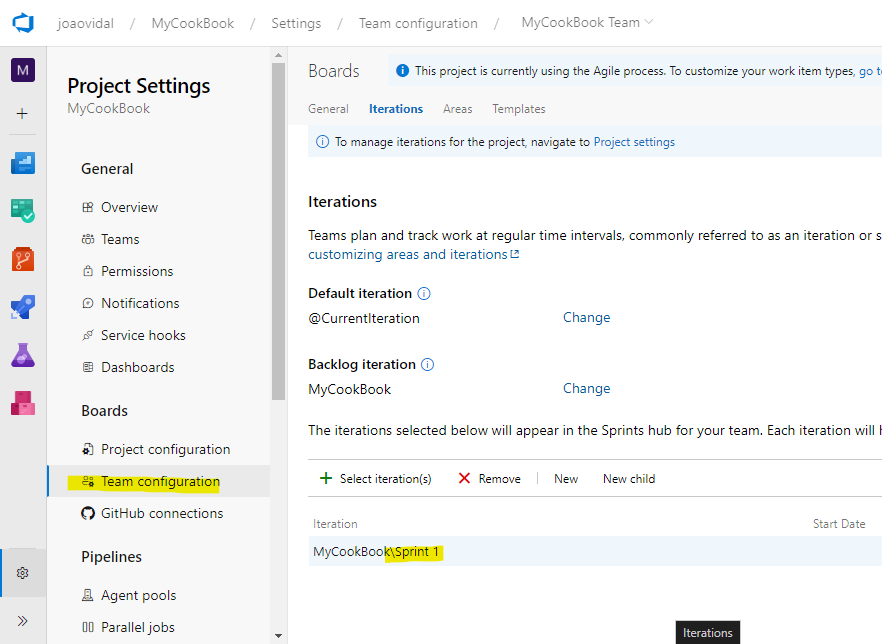 joaovidal / MyCookBook / Settings / Team configuration / MyCookBook Team
M
Project Settings
MyCookBook
General
Overview
Teams
Permissions
Notifications
Service hooks
Dashboards
Boards
Project configuration
Team configuration
GitHub connections
Pipelines
Agent pools
Parallel jobs
Boards
This project is currently using the Agile process. To customize your work item types, go t
General Iterations Areas Templates
To manage iterations for the project, navigate to Project settings
Iterations
Teams plan and track work at regular time intervals, commonly referred to as an iteration or s
customizing areas and iterations
Default iteration
@CurrentIteration Change
Backlog iteration
MyCookBook Change
The iterations selected below will appear in the Sprints hub for your team. Each iteration will h
+ Select iteration(s) Remove New New child
Iteration Start Date
MyCookBook\Sprint 1
Iterations